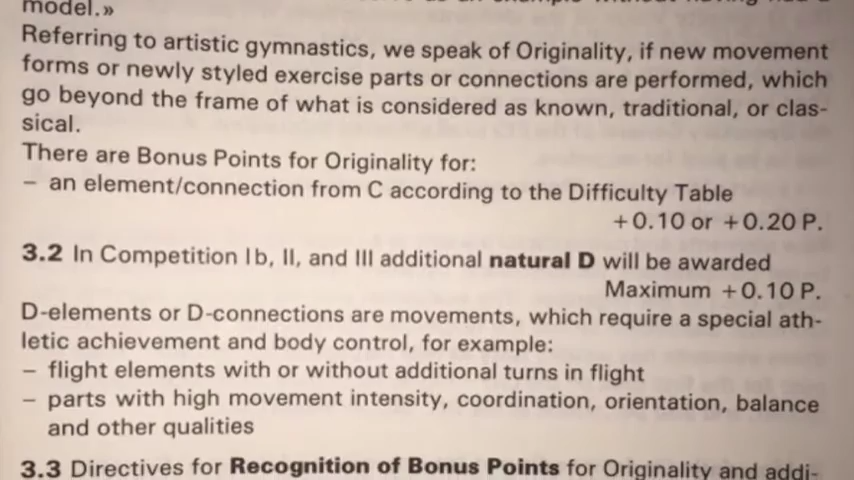 model.»
Referring to artistic gymnastics, we speak of Originality, if new movement
forms or newly styled exercise parts or connections are performed, which
go beyond the frame of what is considered as known, traditional, or clas-
sical.
There are Bonus Points for Originality for:
– an element/connection from C according to the Difficulty Table
+0.10 or +0.20 P.
3.2 In Competition Ib, II, and III additional natural D will be awarded
Maximum +0.10 P.
D-elements or D-connections are movements, which require a special ath-
letic achievement and body control, for example:
– flight elements with or without additional turns in flight
– parts with high movement intensity, coordination, orientation, balance
and other qualities
3.3 Directives for Recognition of Bonus Points for Originality and addi-